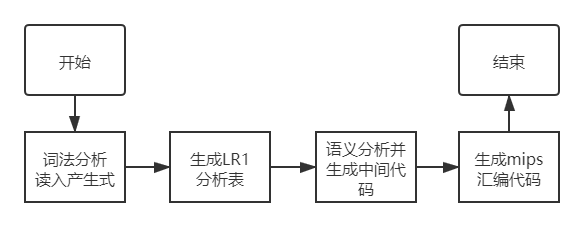 开始
结束
词法分析
读入产生式
生成LR1
分析表
语义分析并
生成中间代
码
生成mips
汇编代码